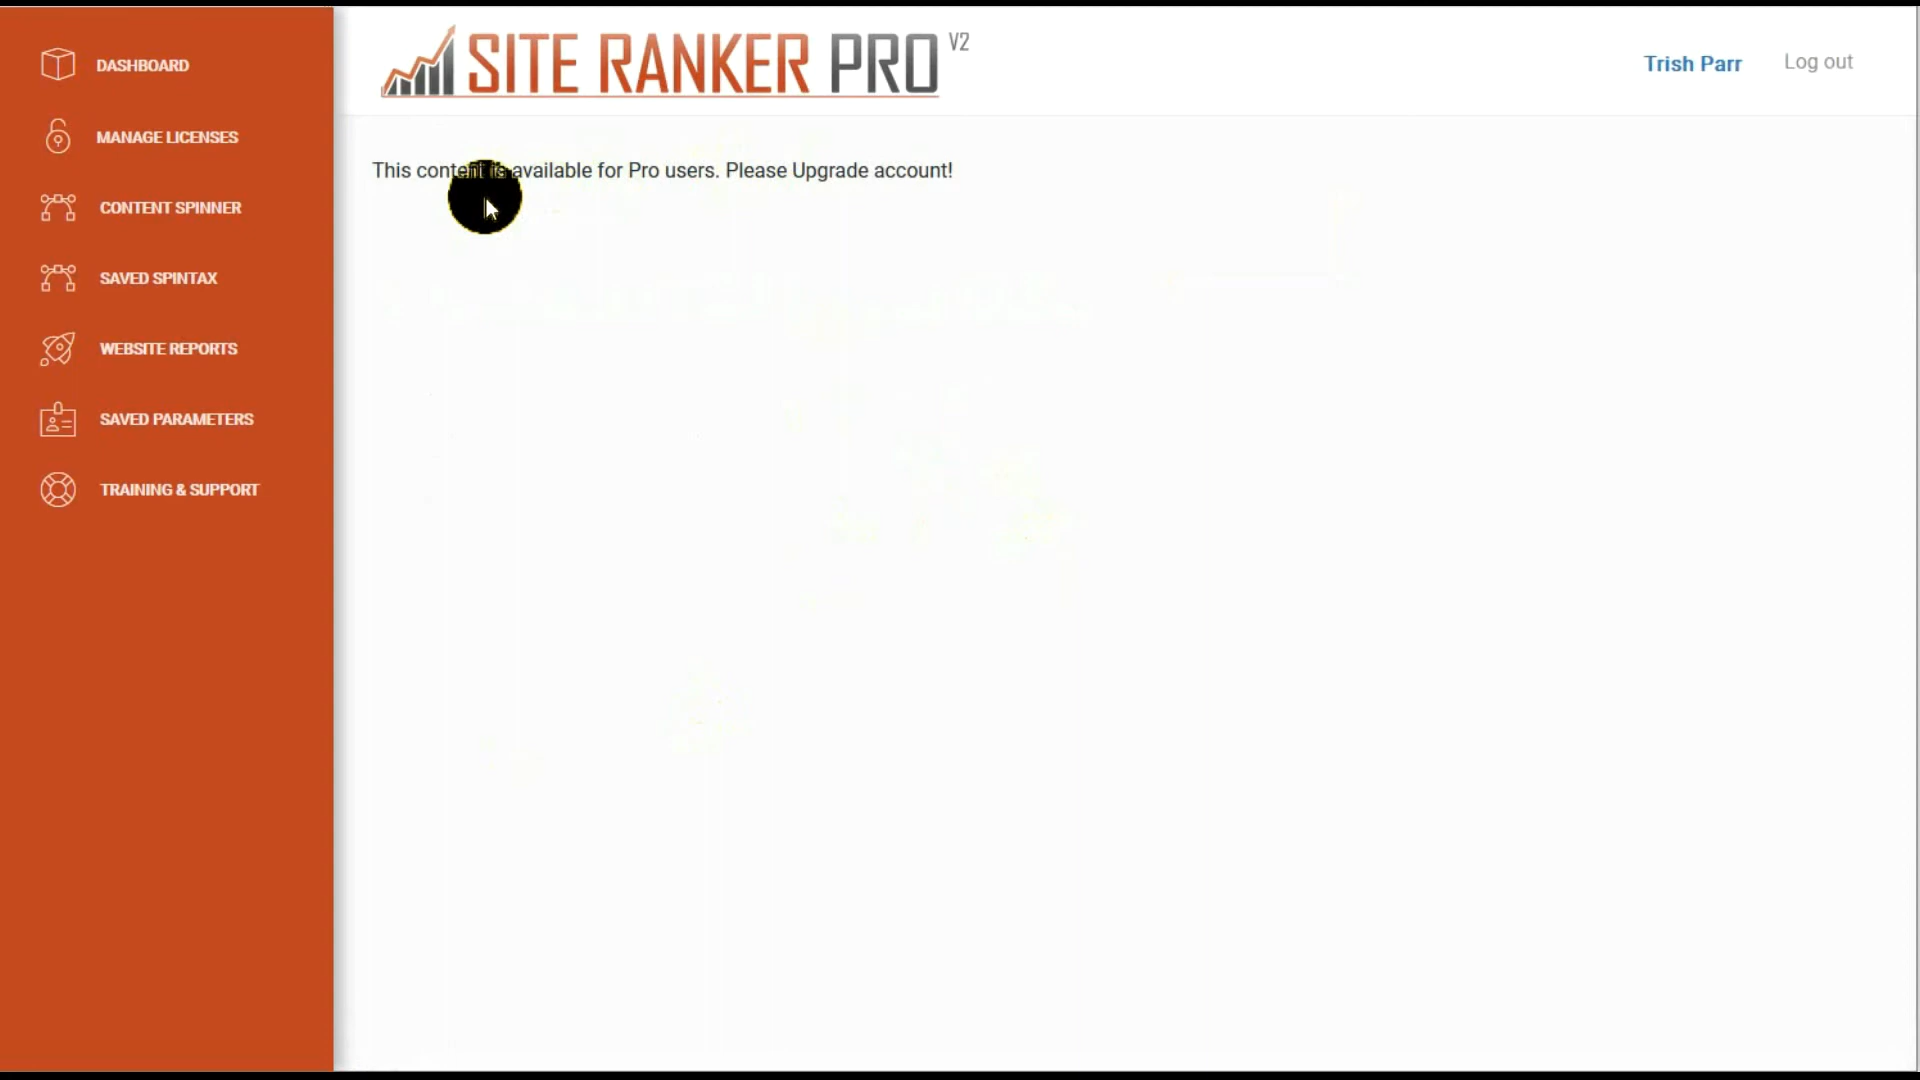 DASHBOARD
MANAGE LICENSES
CONTENT SPINNER
SAVED SPINTAX
WEBSITE REPORTS
SAVED PARAMETERS
TRAINING & SUPPORT
SITE RANKER PRO V2
Trish Parr
Log out
This content is available for Pro users. Please Upgrade account!